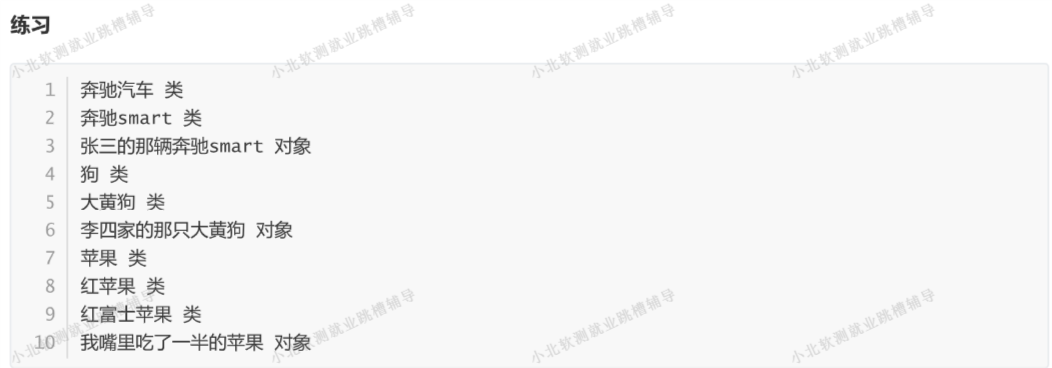 练习
1 奔驰汽车 类
2 奔驰smart 类
3 张三的那辆奔驰smart 对象
4 狗 类
5 大黄狗 类
6 李四家的那只大黄狗 对象
7 苹果 类
8 红苹果 类
9 红富士苹果 类
10 我嘴里吃了一半的苹果 对象
小北软测就业跳槽辅导
小北软测就业跳槽辅导
小北软测就业跳槽辅导
小北软测就业跳槽辅导
小北软测就业跳槽辅导
小北软测就业跳槽辅导
小北软测就业跳槽辅导
小北软测就业跳槽辅导